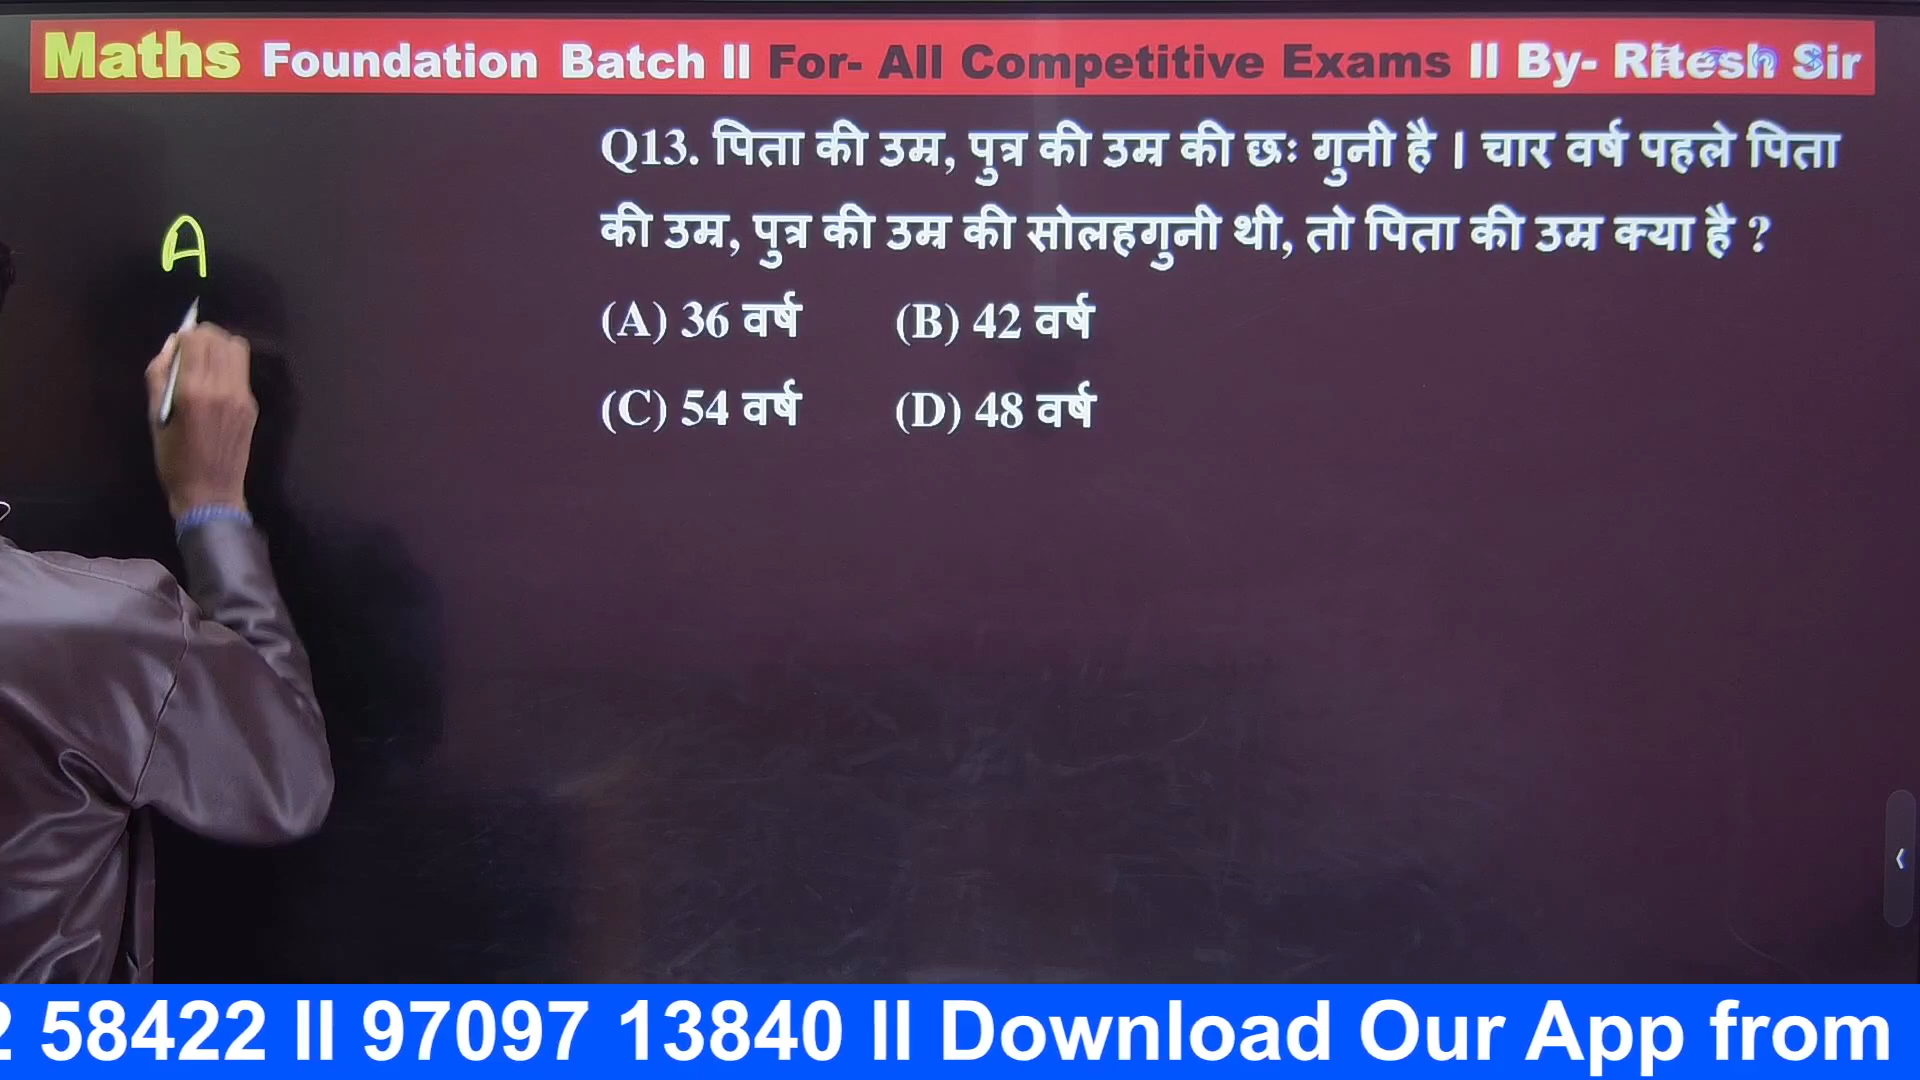 Maths Foundation Batch II For- All Competitive Exams II By- Ritesh Sir
Q13. पिता की उम्र, पुत्र की उम्र की छः गुनी है । चार वर्ष पहले पिता
की उम्र, पुत्र की उम्र की सोलहगुनी थी, तो पिता की उम्र क्या है ?
A
(A) 36 वर्ष (B) 42 वर्ष
(C) 54 वर्ष (D) 48 वर्ष
2 58422 II 97097 13840 II Download Our App from